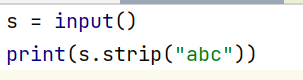 s = input()
print(s.strip("abc"))